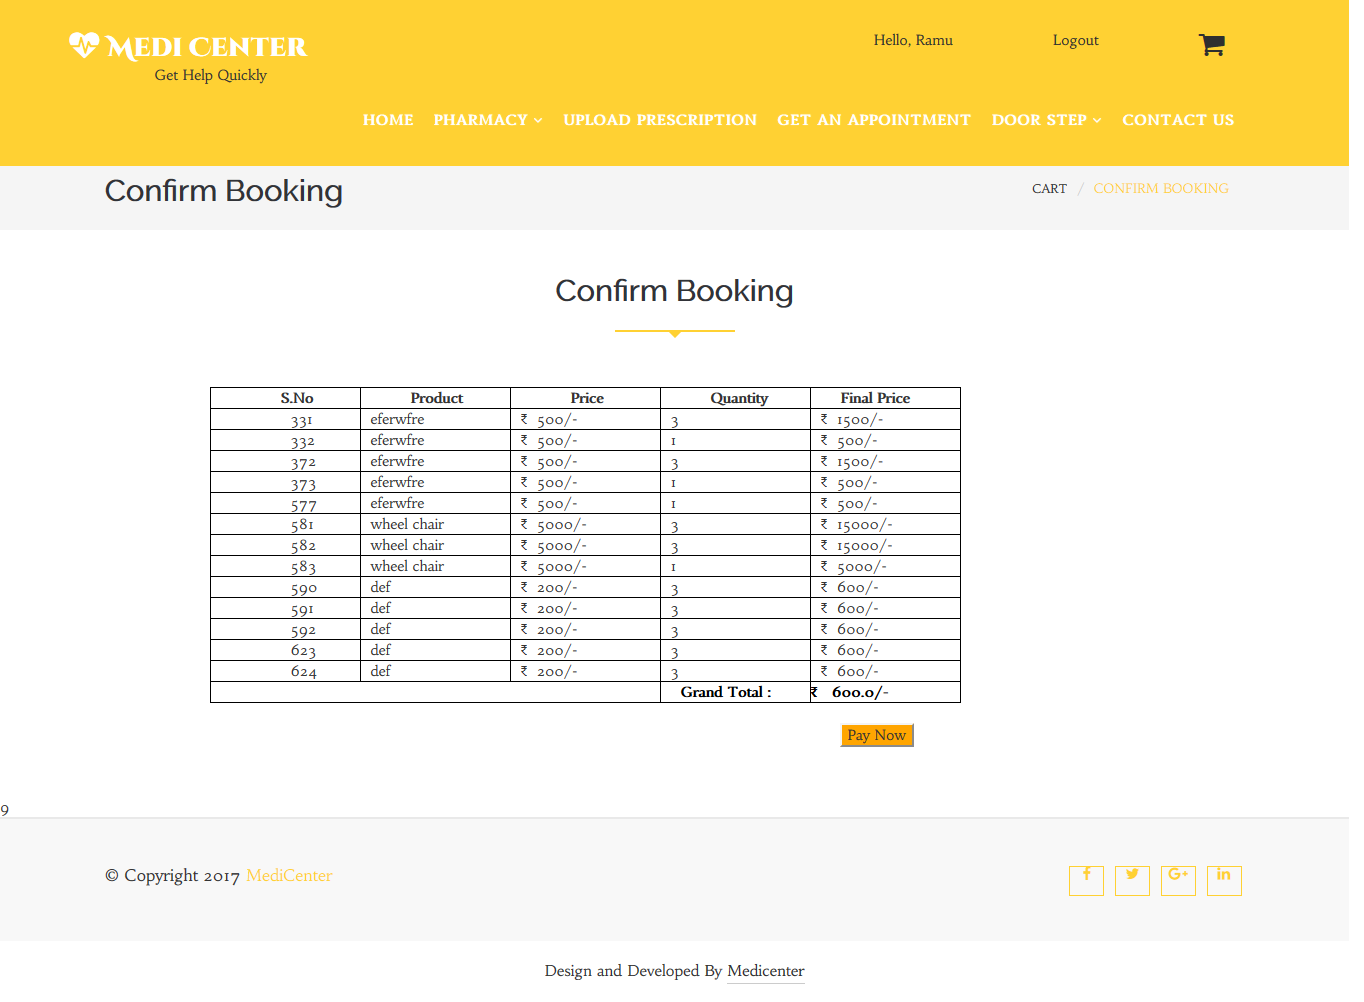 MEDI CENTER
Get Help Quickly
Hello, Ramu
Logout
HOME PHARMACY UPLOAD PRESCRIPTION GET AN APPOINTMENT DOOR STEP CONTACT US
Confirm Booking
CART / CONFIRM BOOKING
Confirm Booking
S.No Product Price Quantity Final Price
331 eferwfre ₹ 500/- 3 ₹ 1500/-
332 eferwfre ₹ 500/- 1 ₹ 500/-
372 eferwfre ₹ 500/- 3 ₹ 1500/-
373 eferwfre ₹ 500/- 1 ₹ 500/-
577 eferwfre ₹ 500/- 1 ₹ 500/-
581 wheel chair ₹ 5000/- 3 ₹ 15000/-
582 wheel chair ₹ 5000/- 3 ₹ 15000/-
583 wheel chair ₹ 5000/- 1 ₹ 5000/-
590 def ₹ 200/- 3 ₹ 600/-
591 def ₹ 200/- 3 ₹ 600/-
592 def ₹ 200/- 3 ₹ 600/-
623 def ₹ 200/- 3 ₹ 600/-
624 def ₹ 200/- 3 ₹ 600/-
Grand Total : ₹ 600.0/-
Pay Now
9
© Copyright 2017 MediCenter
Design and Developed By Medicenter